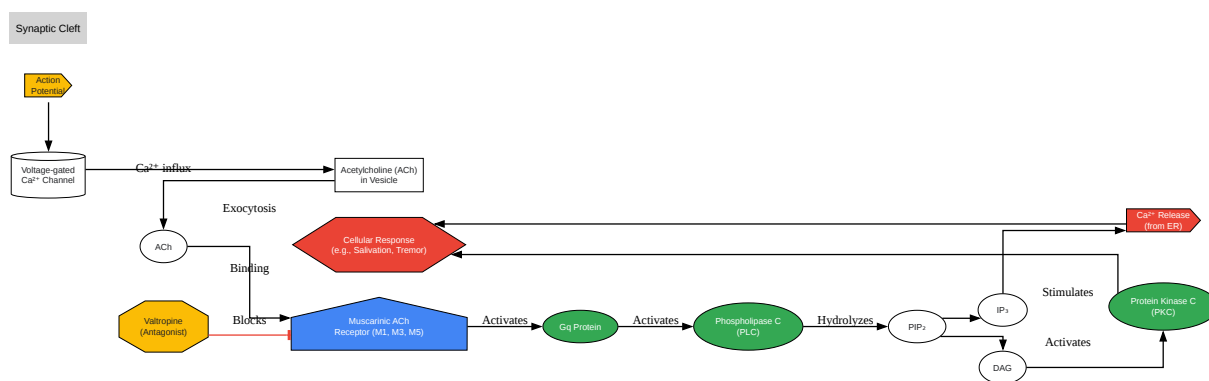 Synaptic Cleft
Action
Potential
Voltage-gated
Ca²⁺ Channel
Ca²⁺ influx
Acetylcholine (ACh)
in Vesicle
Exocytosis
ACh
Cellular Response
(e.g., Salivation, Tremor)
Ca²⁺ Release
(from ER)
Binding
Valtropine
(Antagonist)
Blocks
Muscarinic ACh
Receptor (M1, M3, M5)
Activates
Gq Protein
Activates
Phospholipase C
(PLC)
Hydrolyzes
PIP₂
IP₃
Stimulates
Protein Kinase C
(PKC)
Activates
DAG